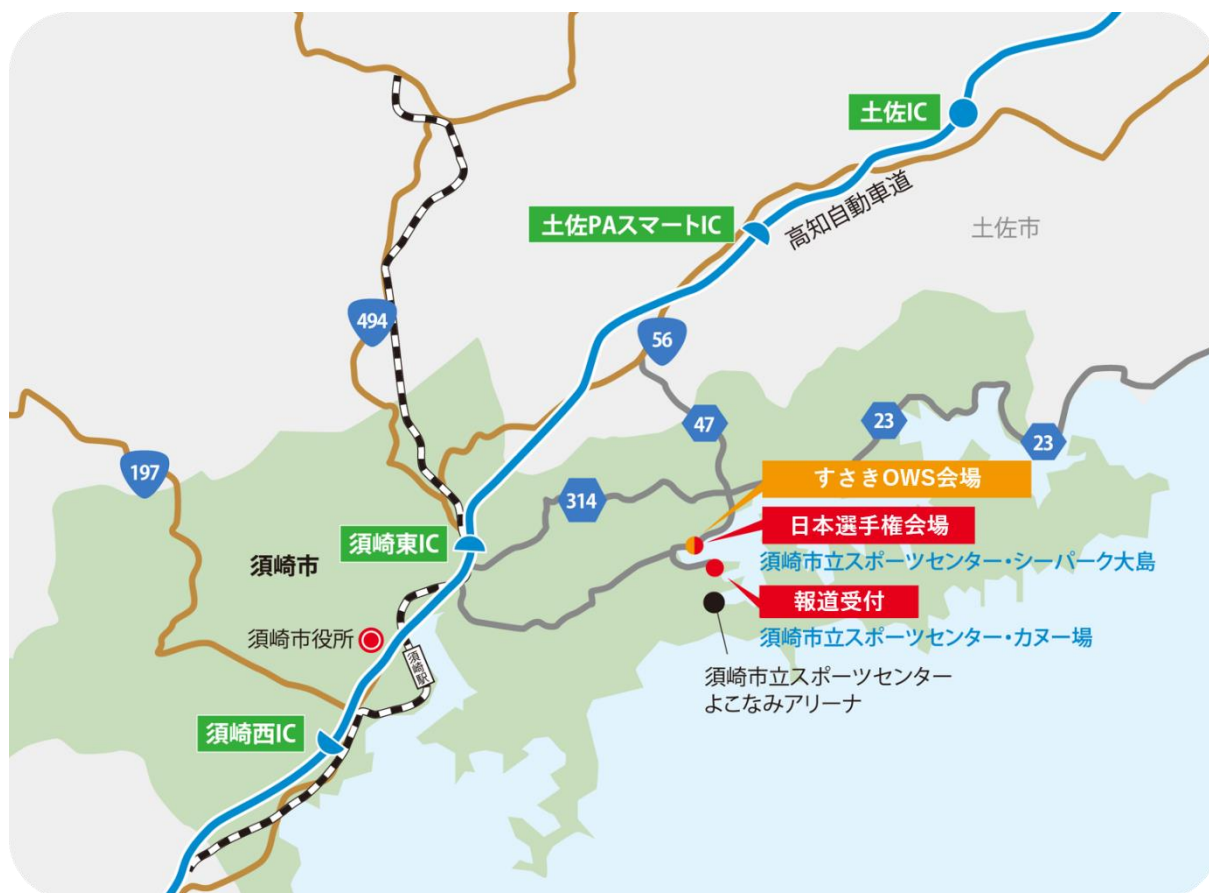 土佐IC
土佐PAスマートIC
高知自動車道
土佐市
494
56
47
23
23
197
314
すさきOWS会場
日本選手権会場
須崎市立スポーツセンター・シーパーク大島
須崎東IC
須崎市
報道受付
須崎市立スポーツセンター・カヌー場
須崎市役所
須崎駅
須崎市立スポーツセンター
よこなみアリーナ
須崎西IC